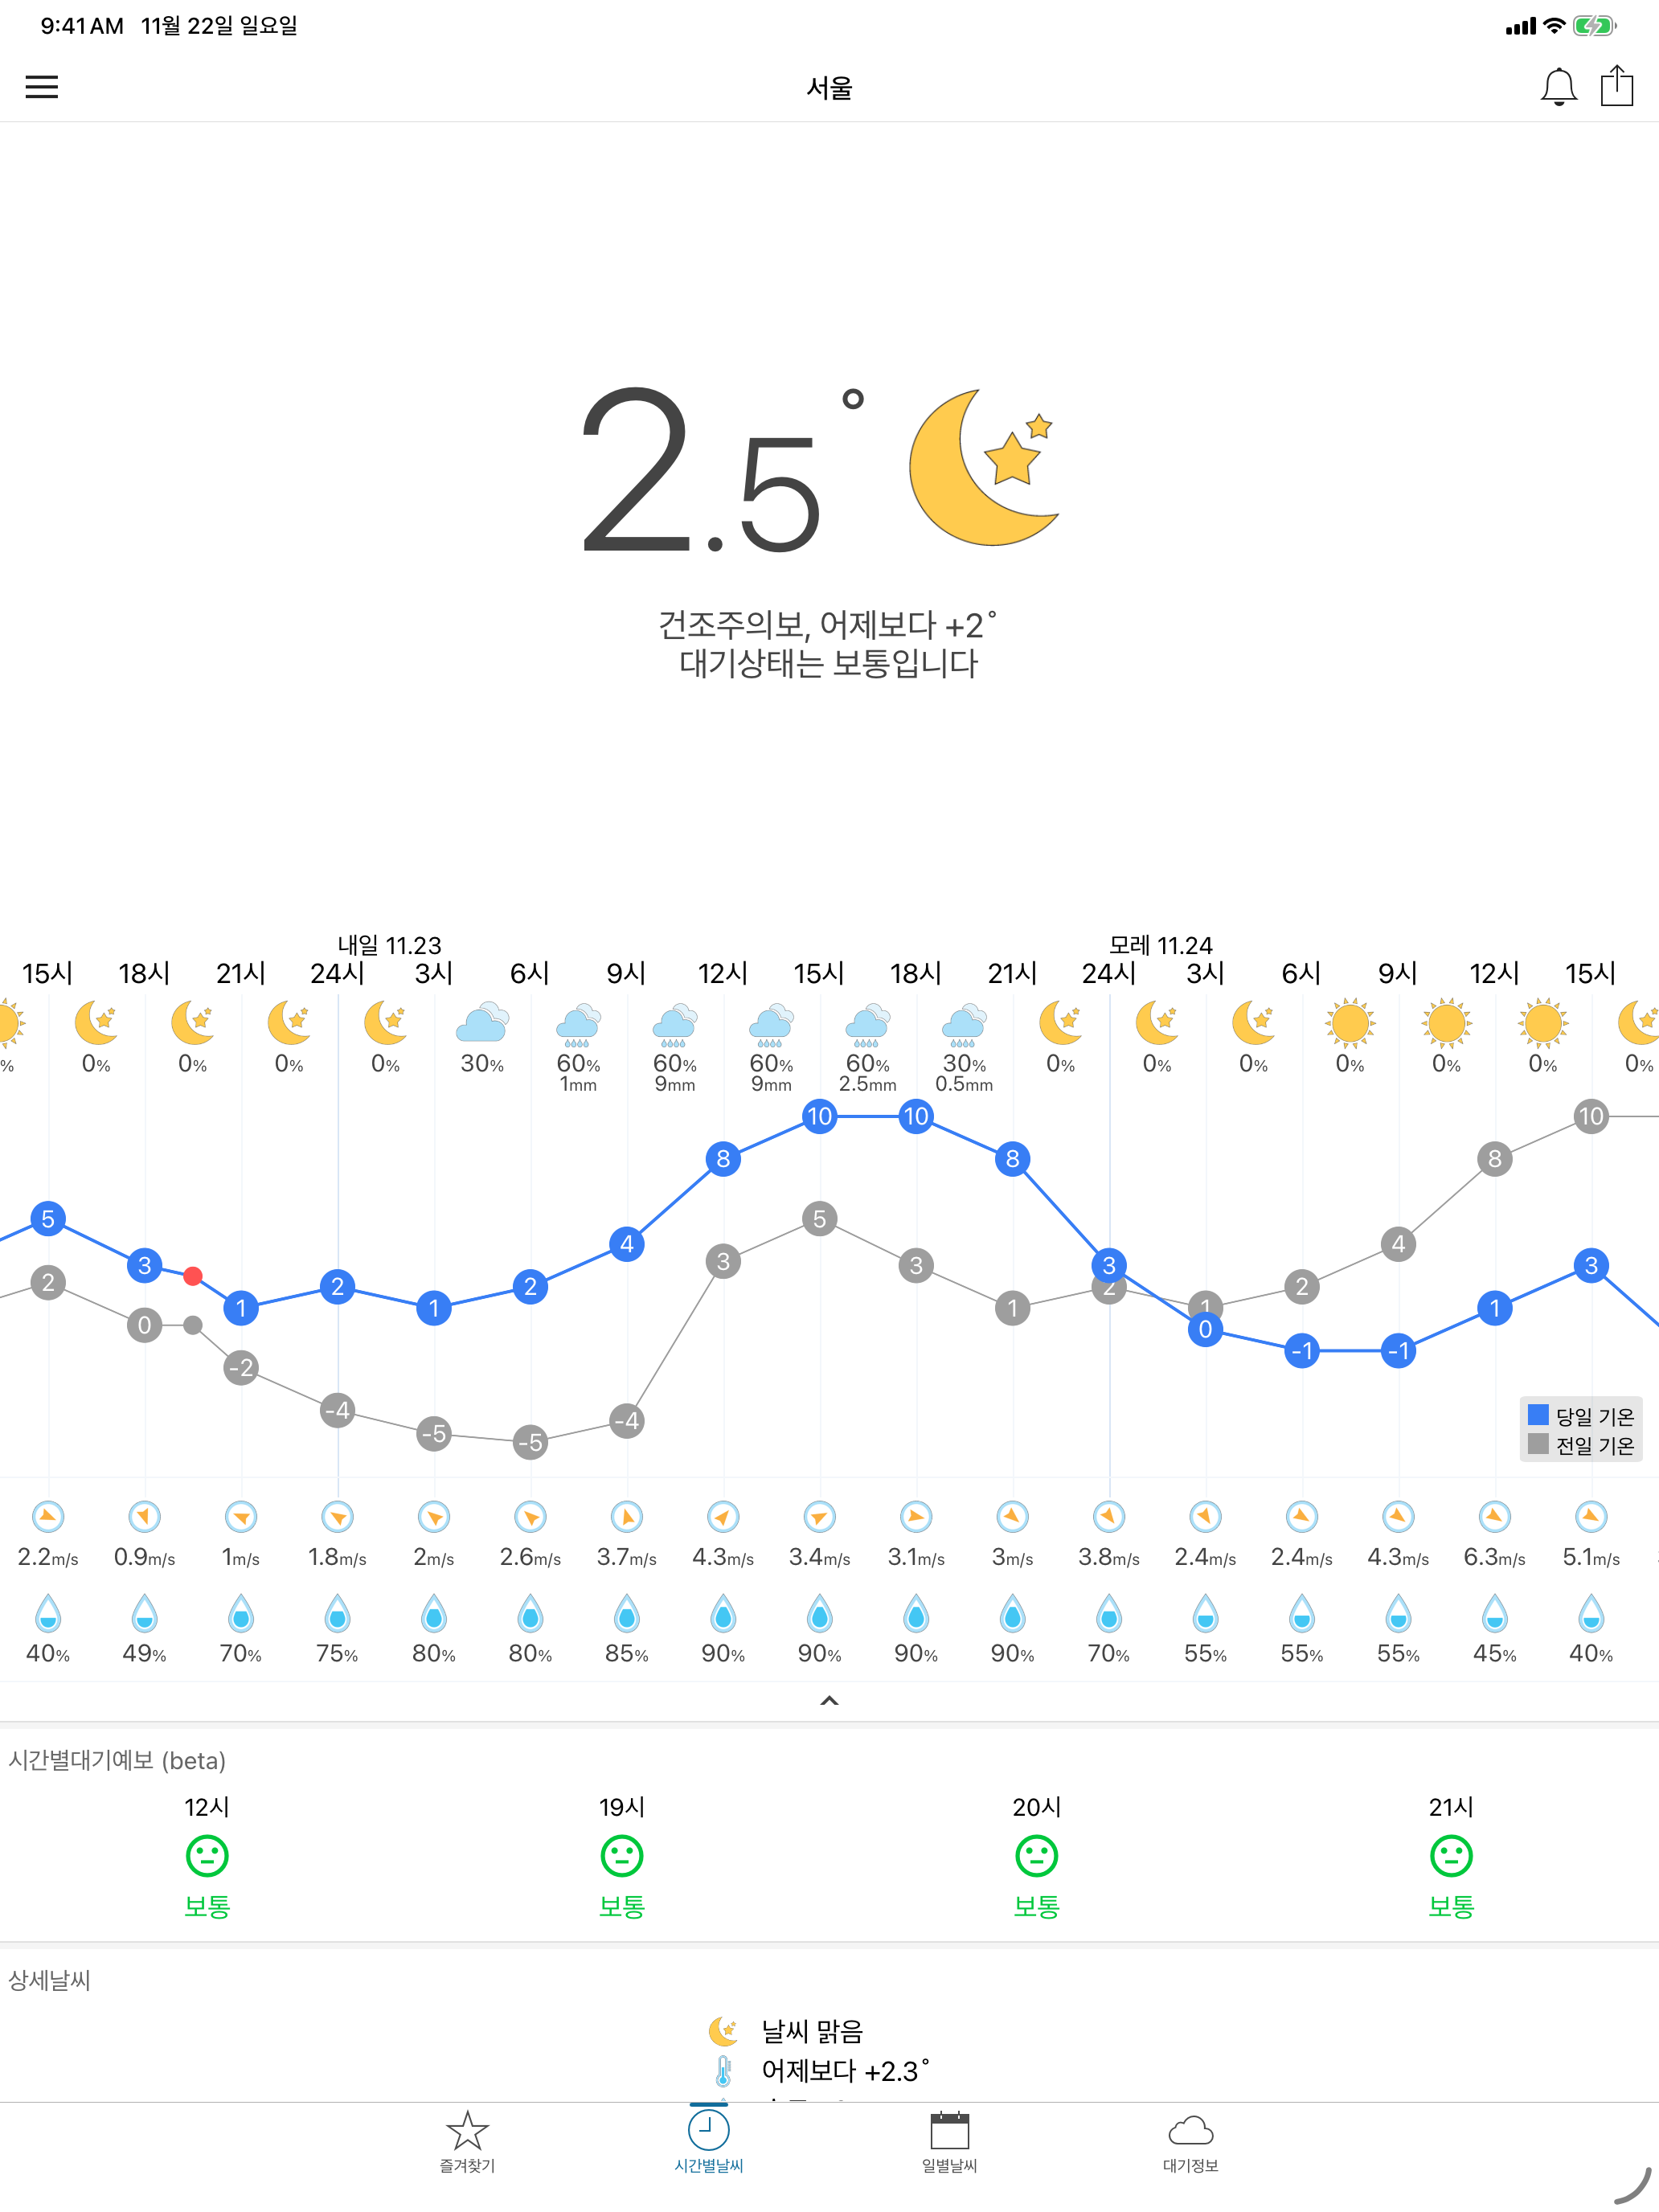 9:41 AM 11월 22일 일요일
서울
2.5°
건조주의보, 어제보다 +2°
대기상태는 보통입니다
내일 11.23 모레 11.24
15시 18시 21시 24시 3시 6시 9시 12시 15시 18시 21시 24시 3시 6시 9시 12시 15시
% 0% 0% 0% 0% 30% 60% 60% 60% 60% 30% 0% 0% 0% 0% 0% 0% 0%
1mm 9mm 9mm 2.5mm 0.5mm
5 3 1 2 1 2 4 8 10 10 8 3 0 -1 -1 1 3
2 0 -2 -4 -5 -5 -4 3 5 3 1 2 1 2 4 8 10
당일 기온
전일 기온
2.2m/s 0.9m/s 1m/s 1.8m/s 2m/s 2.6m/s 3.7m/s 4.3m/s 3.4m/s 3.1m/s 3m/s 3.8m/s 2.4m/s 2.4m/s 4.3m/s 6.3m/s 5.1m/s
40% 49% 70% 75% 80% 80% 85% 90% 90% 90% 90% 70% 55% 55% 55% 45% 40%
시간별대기예보 (beta)
12시 19시 20시 21시
보통 보통 보통 보통
상세날씨
날씨 맑음
어제보다 +2.3°
즐겨찾기 시간별날씨 일별날씨 대기정보